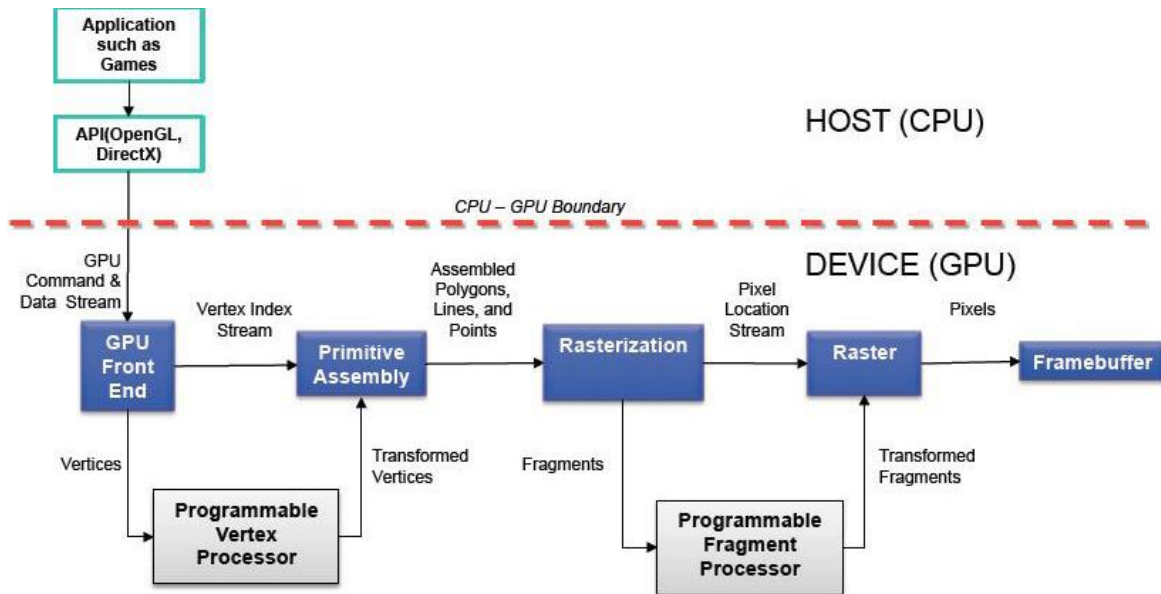 Application
such as
Games
API(OpenGL,
DirectX)
HOST (CPU)
CPU – GPU Boundary
DEVICE (GPU)
GPU
Command &
Data Stream
Vertex Index
Stream
Assembled
Polygons,
Lines, and
Points
Pixel
Location
Stream
Pixels
GPU
Front
End
Primitive
Assembly
Rasterization
Raster
Framebuffer
Vertices
Transformed
Vertices
Fragments
Transformed
Fragments
Programmable
Vertex
Processor
Programmable
Fragment
Processor